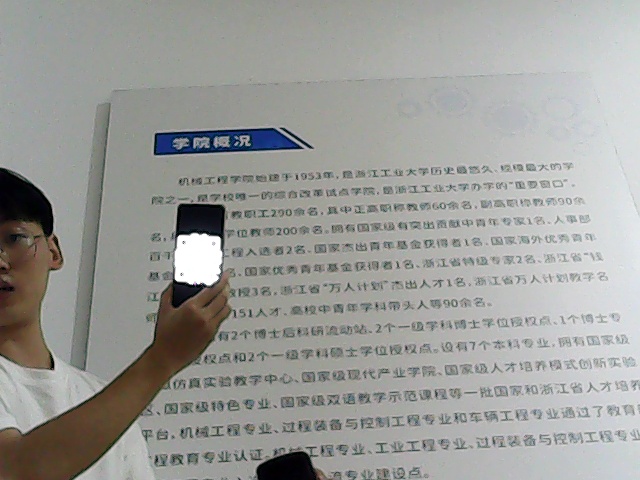 学院概况
机械工程学院始建于1953年，是浙江工业大学历史最悠久、规模最大的学
院之一，是学校唯一的综合改革试点学院，是浙江工业大学办学的“重要窗口”。
教职工290余名，其中正高职称教师60余名，副高职称教师90余
名，学位教师200余名。拥有国家级有突出贡献中青年专家1名、人事部
百千工程入选者2名、国家杰出青年基金获得者1名、国家海外优秀青年
基金名、国家优秀青年基金获得者1名、浙江省特级专家2名、浙江省“钱
江教授3名，浙江省“万人计划”杰出人才1名，浙江省万人计划教学名
师151人才、高校中青年学科带头人等90余名。
有2个博士后科研流动站、2个一级学科博士学位授权点、1个博士专
授权点和2个一级学科硕士学位授权点。设有7个本科专业，拥有国家级
仿真实验教学中心、国家级现代产业学院、国家级人才培养模式创新实验
区、国家级特色专业、国家级双语教学示范课程等一批国家和浙江省人才培养
平台，机械工程专业、过程装备与控制工程专业和车辆工程专业通过了教育
程教育专业认证，机械工程专业、工业工程专业、过程装备与控制工程专业
流专业建设点。